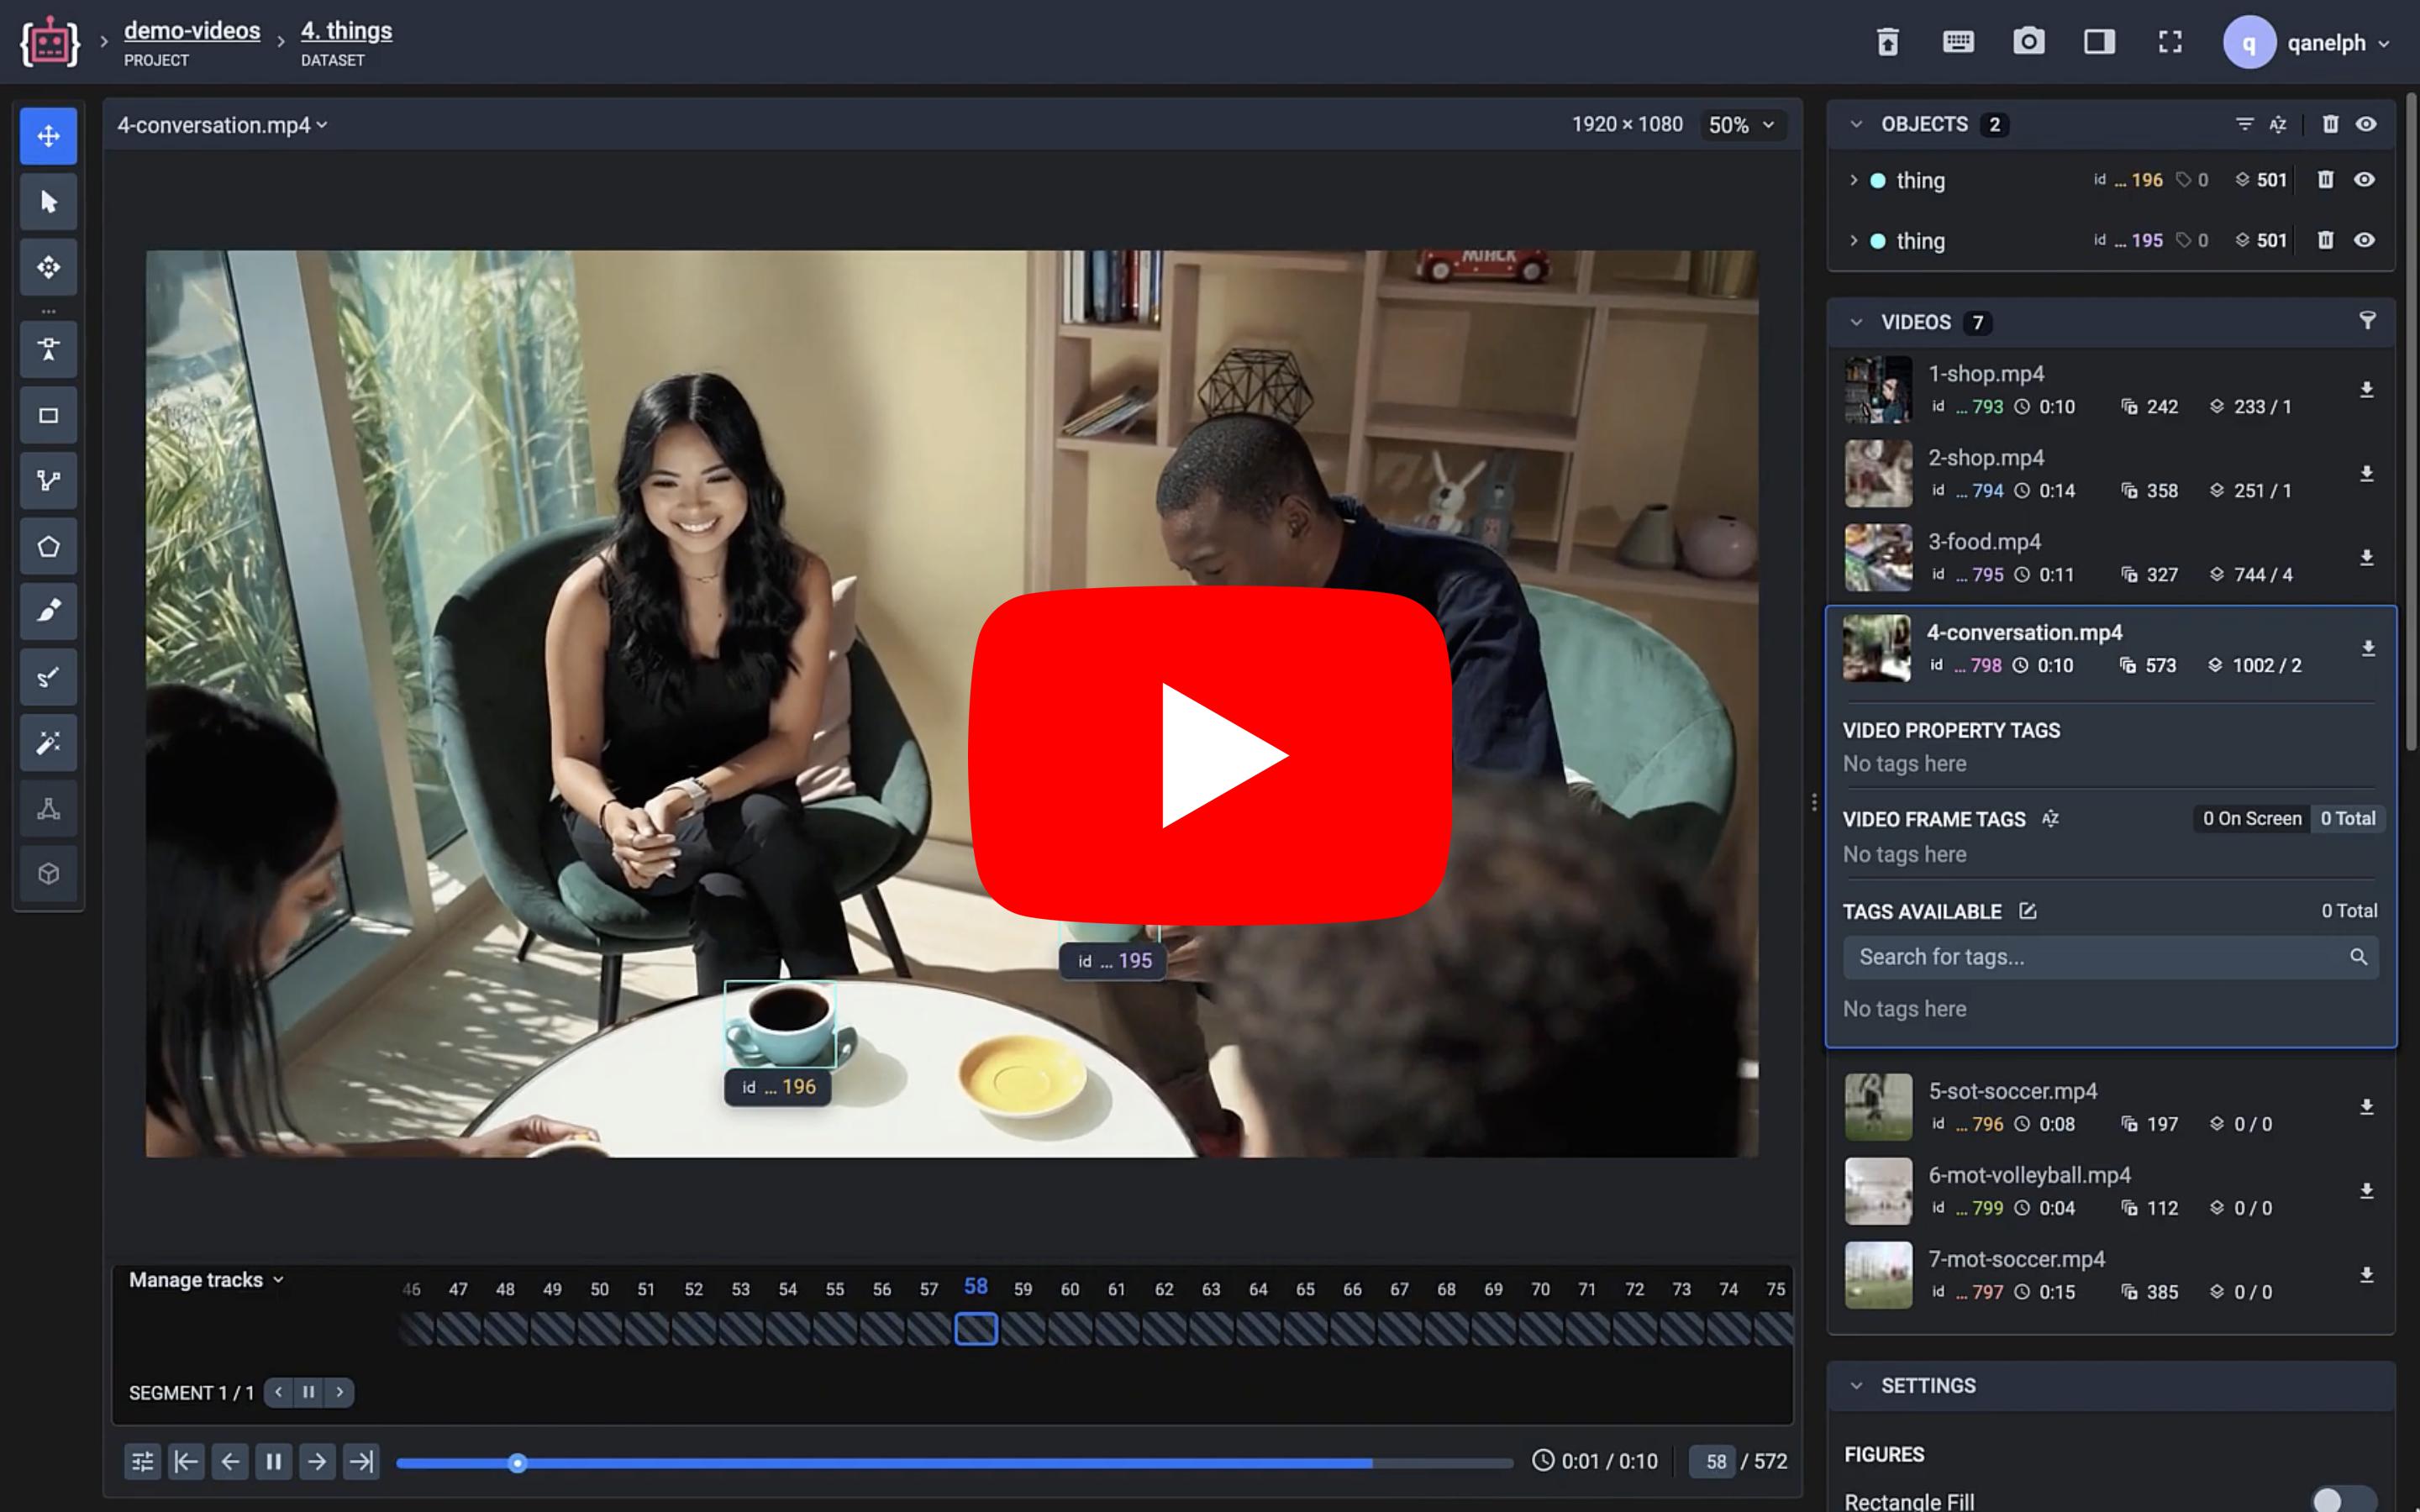 demo-videos
PROJECT
4. things
DATASET
q
qanelph
4-conversation.mp4
1920 × 1080
50%
MITICK
id ... 195
id ... 196
Manage tracks
46 47 48 49 50 51 52 53 54 55 56 57 58 59 60 61 62 63 64 65 66 67 68 69 70 71 72 73 74 75
SEGMENT 1 / 1
0:01 / 0:10
58 / 572
OBJECTS 2
thing id ... 196 0 501
thing id ... 195 0 501
VIDEOS 7
1-shop.mp4
id ... 793 0:10 242 233 / 1
2-shop.mp4
id ... 794 0:14 358 251 / 1
3-food.mp4
id ... 795 0:11 327 744 / 4
4-conversation.mp4
id ... 798 0:10 573 1002 / 2
VIDEO PROPERTY TAGS
No tags here
VIDEO FRAME TAGS AZ 0 On Screen 0 Total
No tags here
TAGS AVAILABLE 0 Total
Search for tags...
No tags here
5-sot-soccer.mp4
id ... 796 0:08 197 0 / 0
6-mot-volleyball.mp4
id ... 799 0:04 112 0 / 0
7-mot-soccer.mp4
id ... 797 0:15 385 0 / 0
SETTINGS
FIGURES
Rectangle Fill